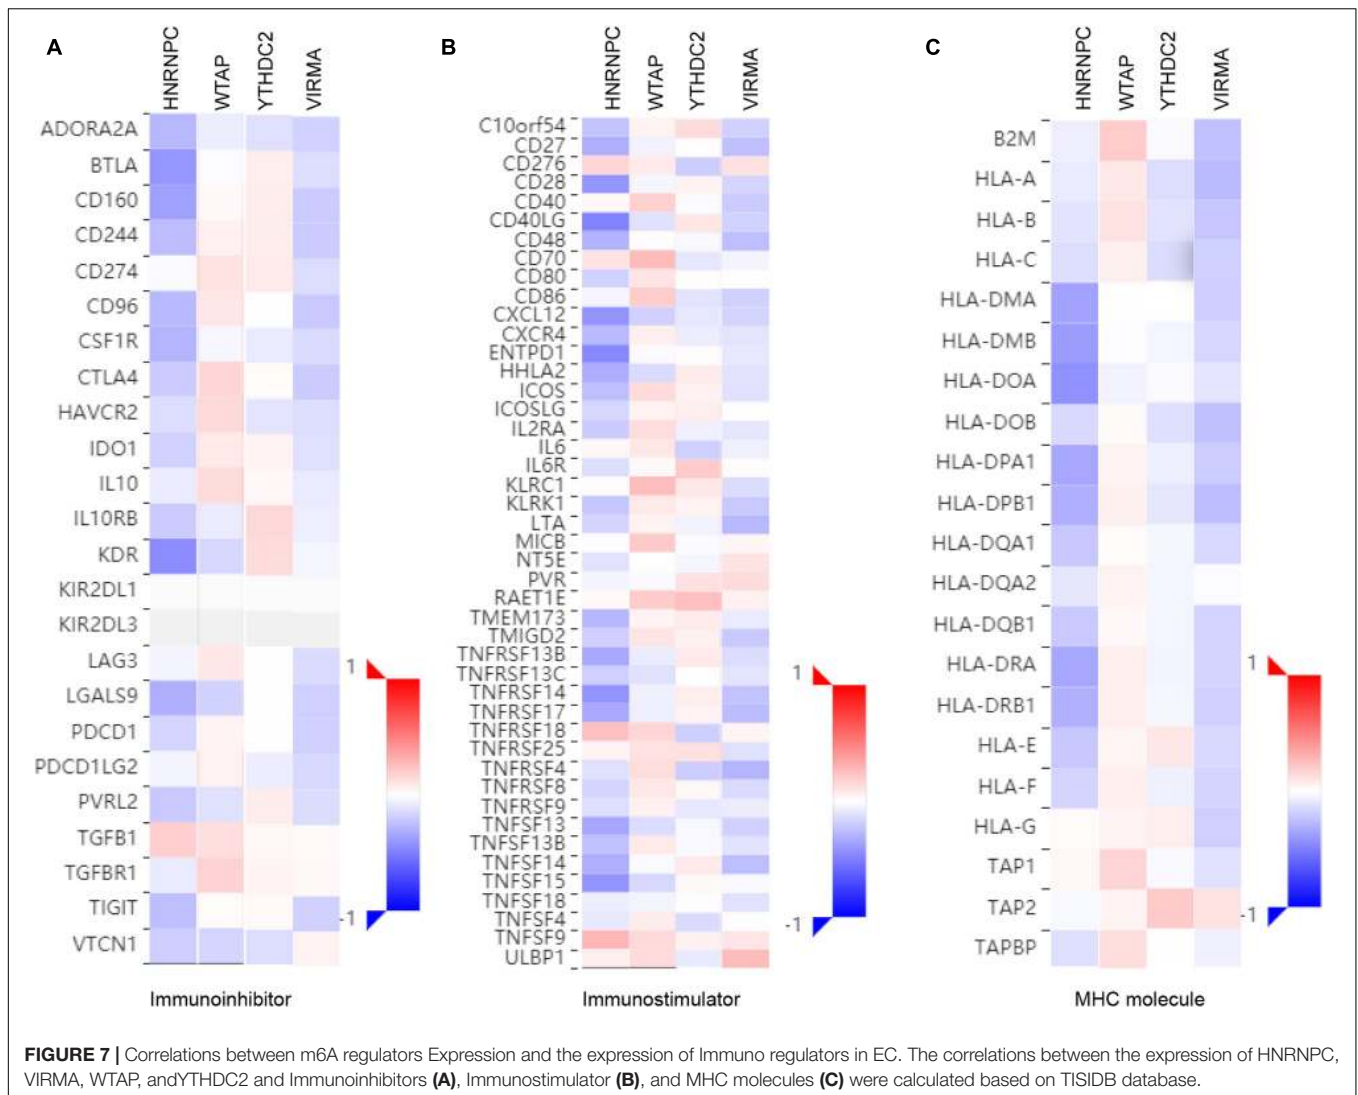 A
HNRNPC
WTAP
YTHDC2
VIRMA
ADORA2A
BTLA
CD160
CD244
CD274
CD96
CSF1R
CTLA4
HAVCR2
IDO1
IL10
IL10RB
KDR
KIR2DL1
KIR2DL3
LAG3
LGALS9
PDCD1
PDCD1LG2
PVRL2
TGFB1
TGFBR1
TIGIT
VTCN1
1
-1
Immunoinhibitor
B
HNRNPC
WTAP
YTHDC2
VIRMA
C10orf54
CD27
CD276
CD28
CD40
CD40LG
CD48
CD70
CD80
CD86
CXCL12
CXCR4
ENTPD1
HHLA2
ICOS
ICOSLG
IL2RA
IL6
IL6R
KLRC1
KLRK1
LTA
MICB
NT5E
PVR
RAET1E
TMEM173
TMIGD2
TNFRSF13B
TNFRSF13C
TNFRSF14
TNFRSF17
TNFRSF18
TNFRSF25
TNFRSF4
TNFRSF8
TNFRSF9
TNFSF13
TNFSF13B
TNFSF14
TNFSF15
TNFSF18
TNFSF4
TNFSF9
ULBP1
1
-1
Immunostimulator
C
HNRNPC
WTAP
YTHDC2
VIRMA
B2M
HLA-A
HLA-B
HLA-C
HLA-DMA
HLA-DMB
HLA-DOA
HLA-DOB
HLA-DPA1
HLA-DPB1
HLA-DQA1
HLA-DQA2
HLA-DQB1
HLA-DRA
HLA-DRB1
HLA-E
HLA-F
HLA-G
TAP1
TAP2
TAPBP
1
-1
MHC molecule
FIGURE 7 | Correlations between m6A regulators Expression and the expression of Immuno regulators in EC. The correlations between the expression of HNRNPC,
VIRMA, WTAP, andYTHDC2 and Immunoinhibitors (A), Immunostimulator (B), and MHC molecules (C) were calculated based on TISIDB database.